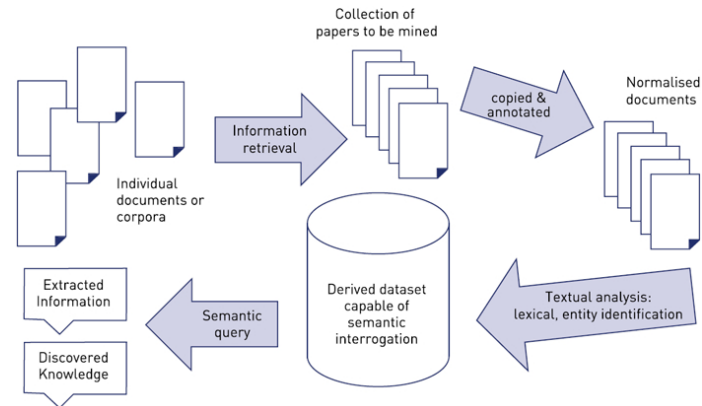 Collection of
papers to be mined
Individual
documents or
corpora
Information
retrieval
copied &
annotated
Normalised
documents
Textual analysis:
lexical, entity identification
Derived dataset
capable of
semantic
interrogation
Semantic
query
Extracted
Information
Discovered
Knowledge